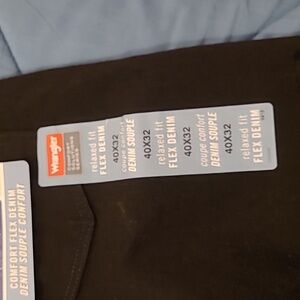 Wrangler
relaxed fit
FLEX DENIM
40X32
coupe confort
DENIM SOUPLE
40X32
relaxed fit
FLEX DENIM
40X32
coupe confort
DENIM SOUPLE
40X32
relaxed fit
FLEX DENIM
COMFORT FLEX DENIM
DENIM SOUPLE CONFORT